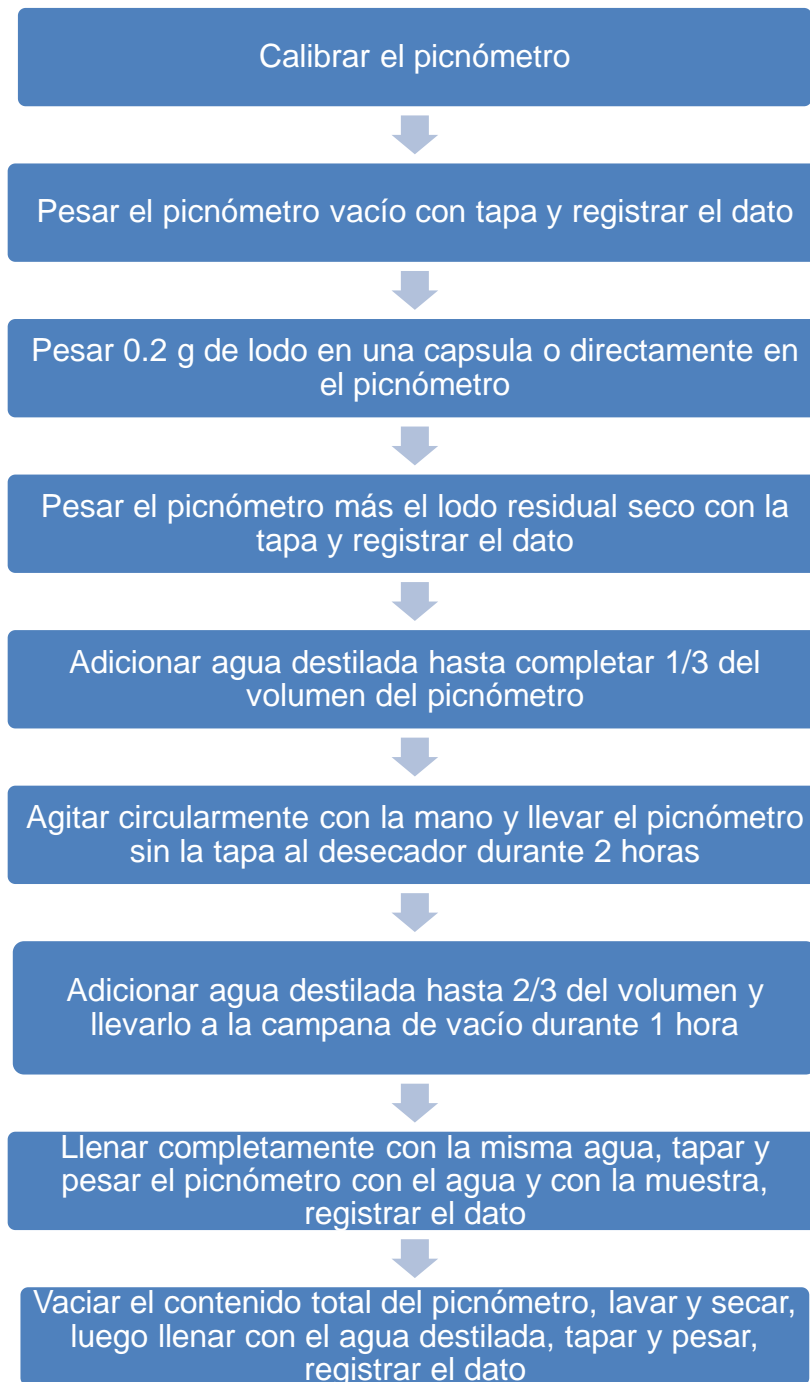 Calibrar el picnómetro
Pesar el picnómetro vacío con tapa y registrar el dato
Pesar 0.2 g de lodo en una capsula o directamente en
el picnómetro
Pesar el picnómetro más el lodo residual seco con la
tapa y registrar el dato
Adicionar agua destilada hasta completar 1/3 del
volumen del picnómetro
Agitar circularmente con la mano y llevar el picnómetro
sin la tapa al desecador durante 2 horas
Adicionar agua destilada hasta 2/3 del volumen y
llevarlo a la campana de vacío durante 1 hora
Llenar completamente con la misma agua, tapar y
pesar el picnómetro con el agua y con la muestra,
registrar el dato
Vaciar el contenido total del picnómetro, lavar y secar,
luego llenar con el agua destilada, tapar y pesar,
registrar el dato